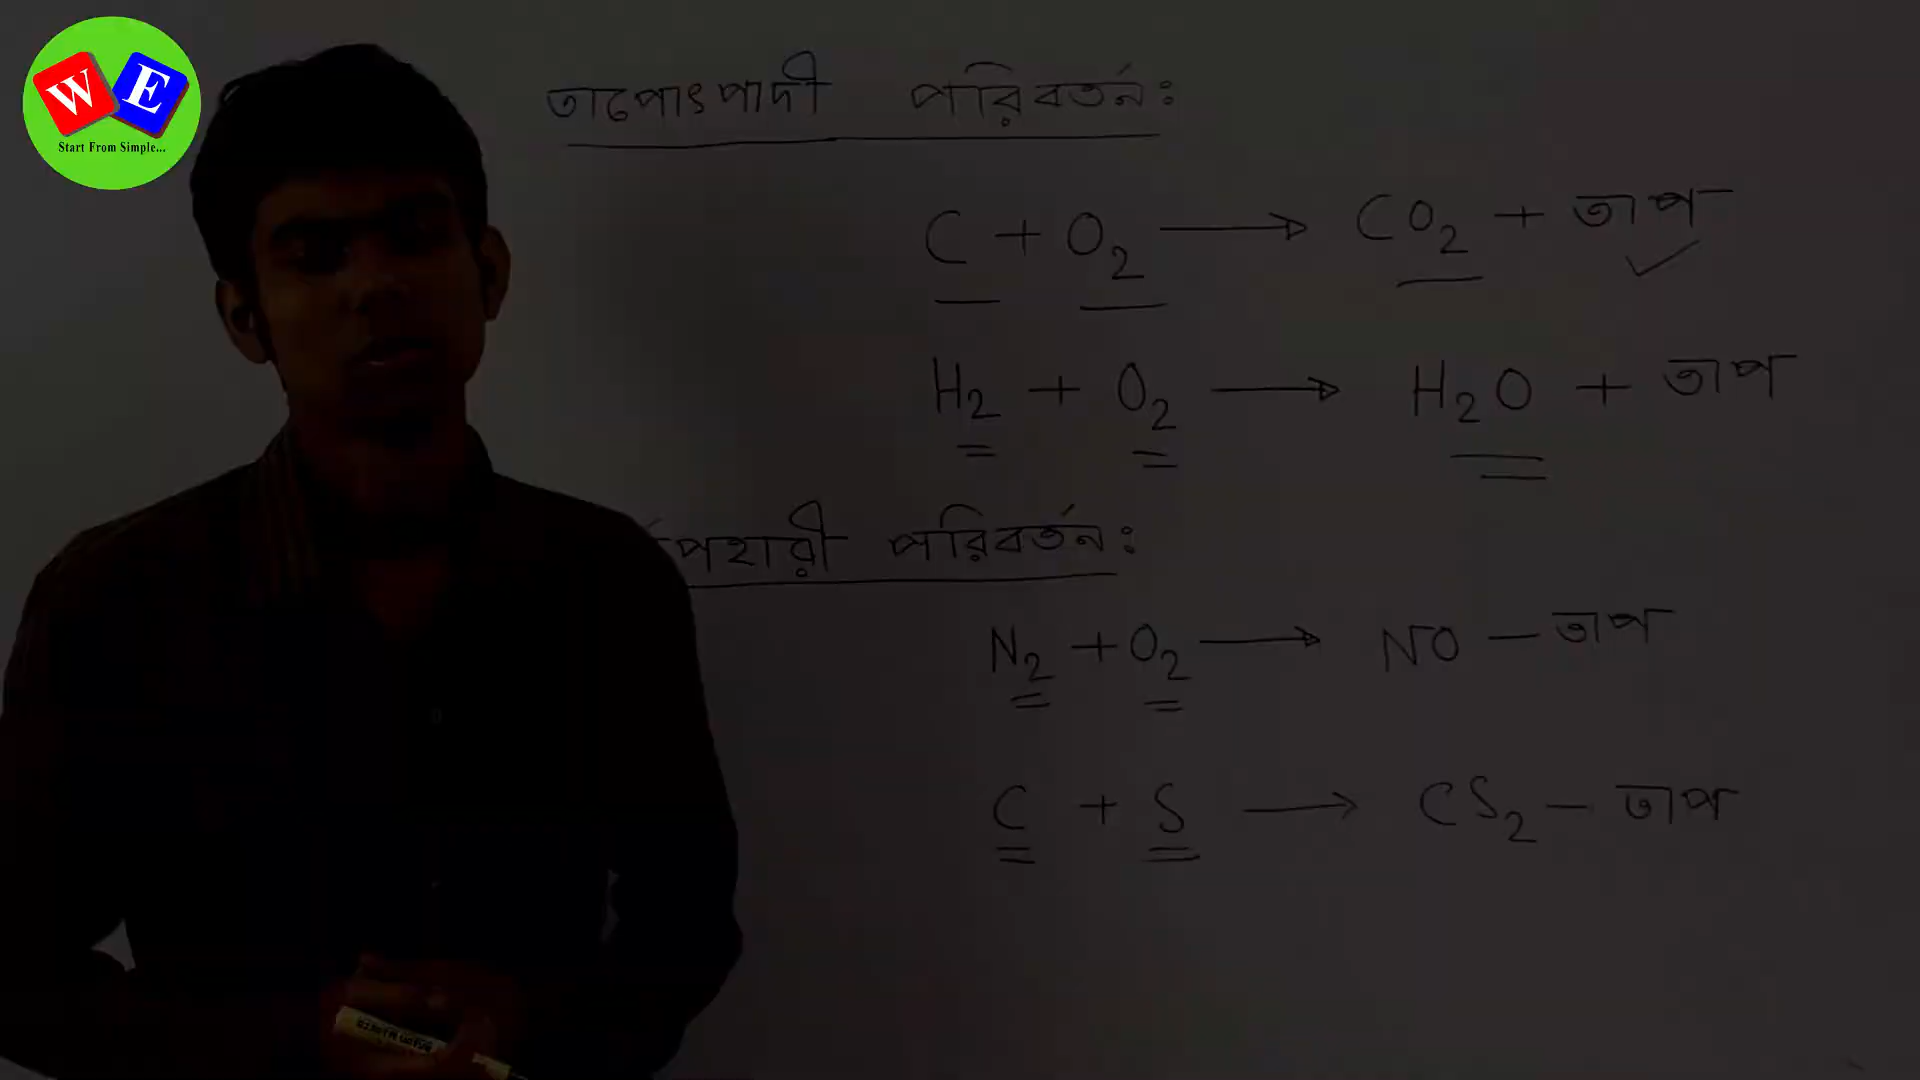 W E
Start From Simple...
তাপোৎপাদী পরিবর্তন:
C + O₂ → CO₂ + তাপ
H₂ + O₂ → H₂O + তাপ
পহারী পরিবর্তন:
N₂ + O₂ → NO — তাপ
C + S → CS₂ — তাপ